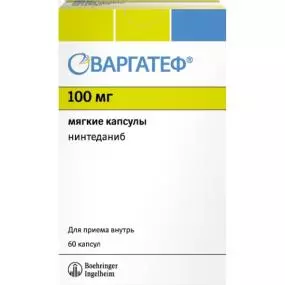 ВАРГАТЕФ®
100 мг
мягкие капсулы
нинтеданиб
Для приема внутрь
60 капсул
Boehringer
Ingelheim